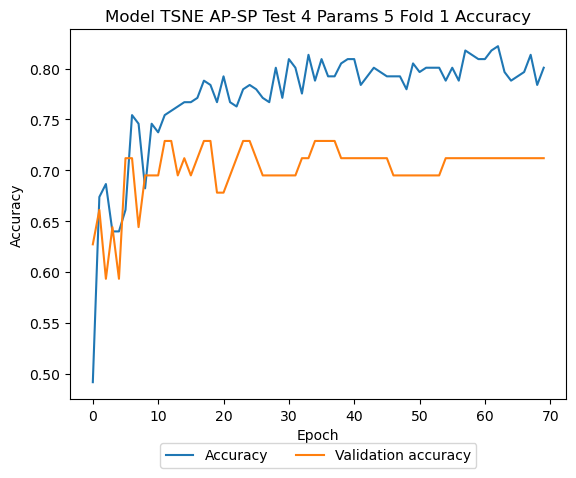 Model TSNE AP-SP Test 4 Params 5 Fold 1 Accuracy
0.80
0.75
0.70
0.65
0.60
0.55
0.50
Accuracy
0 10 20 30 40 50 60 70
Epoch
Accuracy Validation accuracy